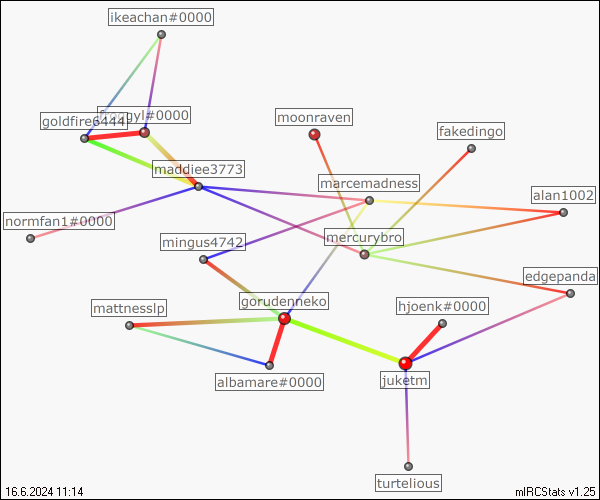 ikeachan#0000
goldfire6444
froggyl#0000
moonraven
fakedingo
maddiee3773
marcemadness
alan1002
normfan1#0000
mingus4742
mercurybro
edgepanda
mattnesslp
gorudenneko
hjoenk#0000
albamare#0000
juketm
turtelious
16.6.2024 11:14
mIRCStats v1.25